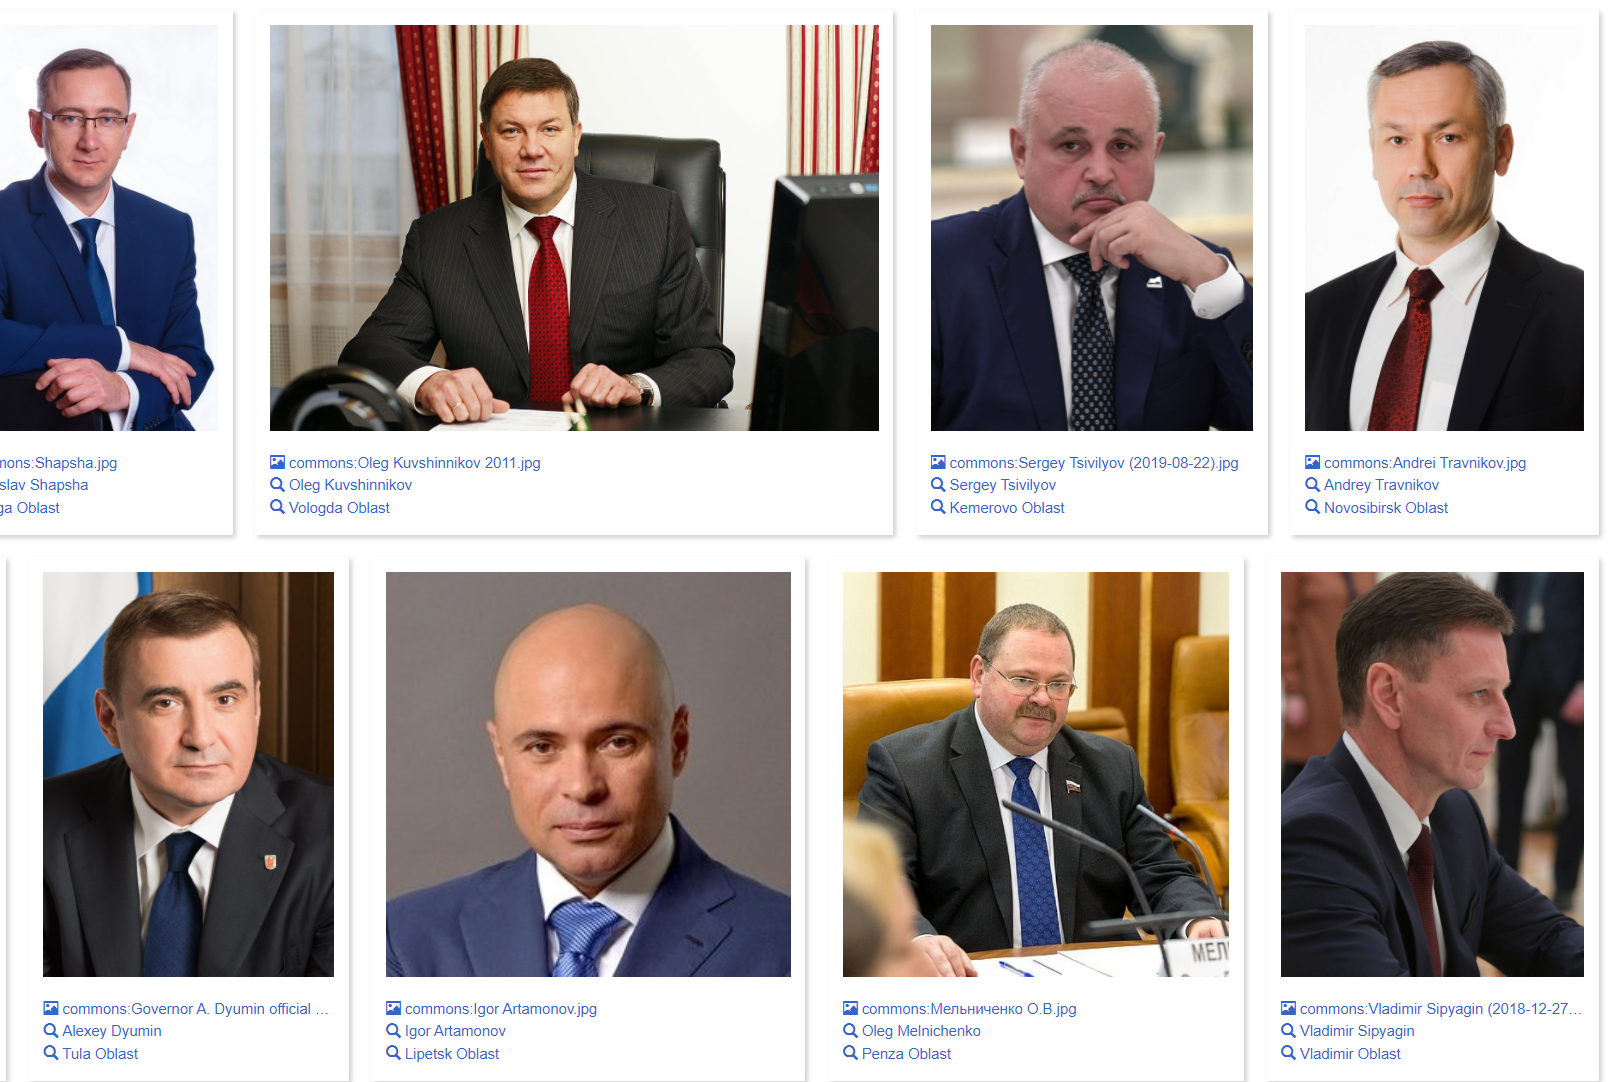 mons:Shapsha.jpg
slav Shapsha
ga Oblast
commons:Oleg Kuvshinnikov 2011.jpg
Oleg Kuvshinnikov
Vologda Oblast
commons:Sergey Tsivilyov (2019-08-22).jpg
Sergey Tsivilyov
Kemerovo Oblast
commons:Andrei Travnikov.jpg
Andrey Travnikov
Novosibirsk Oblast
МЕЛ
commons:Governor A. Dyumin official ...
Alexey Dyumin
Tula Oblast
commons:Igor Artamonov.jpg
Igor Artamonov
Lipetsk Oblast
commons:Мельниченко О.В.jpg
Oleg Melnichenko
Penza Oblast
commons:Vladimir Sipyagin (2018-12-27...
Vladimir Sipyagin
Vladimir Oblast